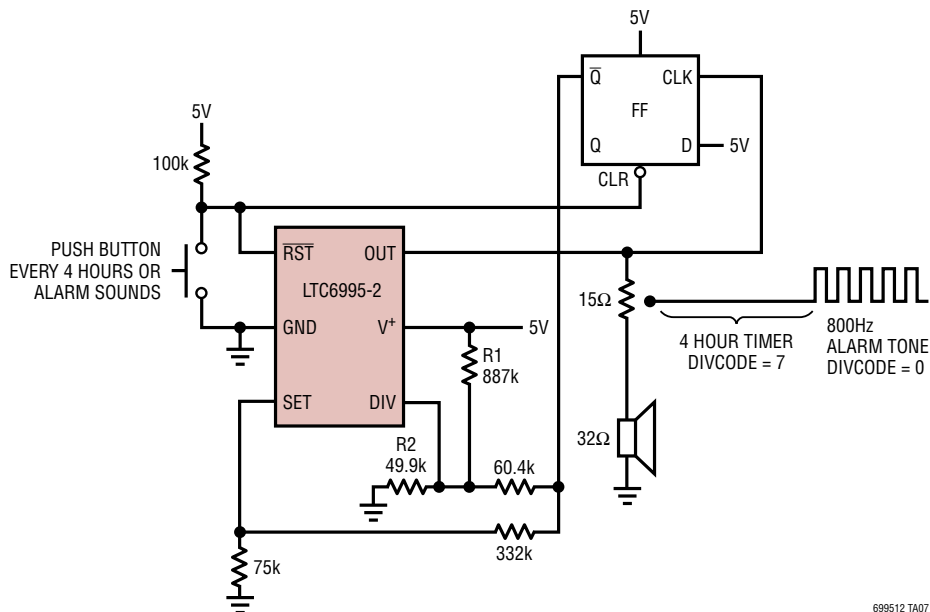 5V
Q̅
CLK
FF
Q
D
5V
CLR
5V
100k
PUSH BUTTON
EVERY 4 HOURS OR
ALARM SOUNDS
R̅S̅T̅
OUT
LTC6995-2
GND
V+
5V
SET
DIV
R1
887k
R2
49.9k
60.4k
332k
75k
15Ω
32Ω
4 HOUR TIMER
DIVCODE = 7
800Hz
ALARM TONE
DIVCODE = 0
699512 TA07